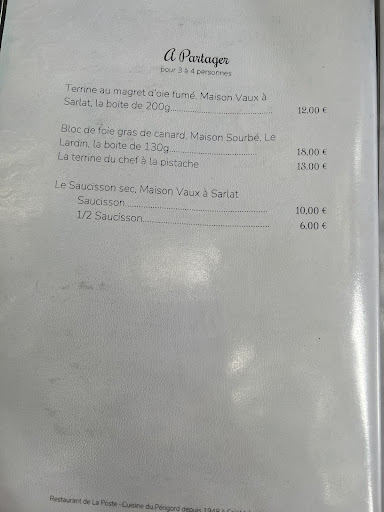 A Partager
pour 3 à 4 personnes
Terrine au magret d'oie fumé, Maison Vaux à
Sarlat, la boite de 200g............................... 12,00 €
Bloc de foie gras de canard, Maison Sourbé, Le
Lardin, la boite de 130g........................... 18,00 €
La terrine du chef à la pistache 13,00 €
Le Saucisson sec, Maison Vaux à Sarlat
Saucisson ............................................ 10,00 €
1/2 Saucisson....................................... 6,00 €
Restaurant de La Poste -Cuisine du Périgord depuis 1948 à